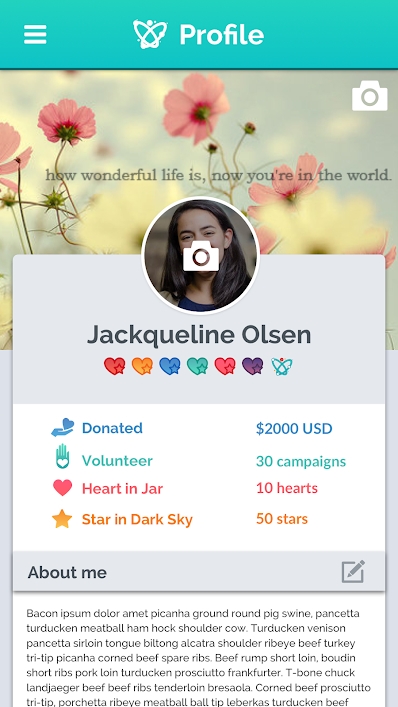 Profile
how wonderful life is, now you're in the world.
Jackqueline Olsen
Donated $2000 USD
Volunteer 30 campaigns
Heart in Jar 10 hearts
Star in Dark Sky 50 stars
About me
Bacon ipsum dolor amet picanha ground round pig swine, pancetta
turducken meatball ham hock shoulder cow. Turducken venison
pancetta sirloin tongue biltong alcatra shoulder ribeye beef turkey
tri-tip picanha corned beef spare ribs. Beef rump short loin, boudin
short ribs pork loin turducken prosciutto frankfurter. T-bone chuck
landjaeger beef beef ribs tenderloin bresaola. Corned beef prosciutto
tri-tip, porchetta ribeye meatball ball tip leberkas turducken beef